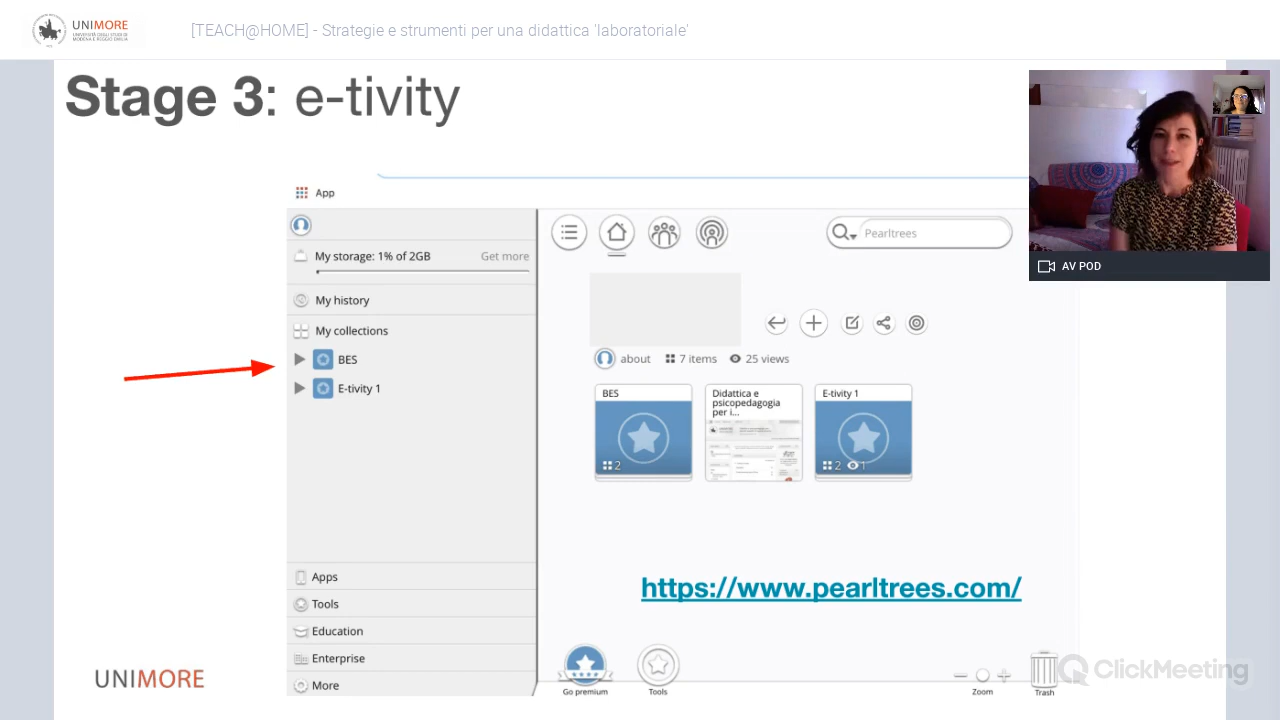 UNIMORE
UNIVERSITÀ DEGLI STUDI DI
MODENA E REGGIO EMILIA
[TEACH@HOME] - Strategie e strumenti per una didattica 'laboratoriale'
Stage 3: e-tivity
AV POD
App
My storage: 1% of 2GB
Get more
My history
My collections
BES
E-tivity 1
Apps
Tools
Education
Enterprise
More
Pearltrees
about
7 items
25 views
BES
2
Didattica e
psicopedagogia
per i...
E-tivity 1
2
1
https://www.pearltrees.com/
Go premium
Tools
Zoom
Trash
UNIMORE
ClickMeeting